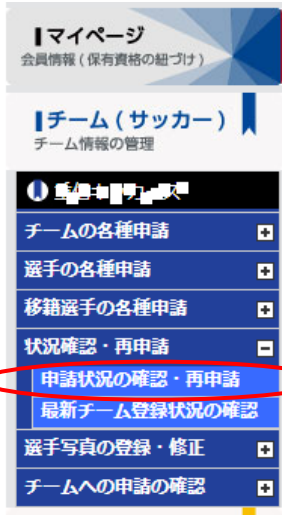 マイページ
会員情報(保有資格の紐づけ)
チーム(サッカー)
チーム情報の管理
チームの各種申請
選手の各種申請
移籍選手の各種申請
状況確認・再申請
申請状況の確認・再申請
最新チーム登録状況の確認
選手写真の登録・修正
チームへの申請の確認